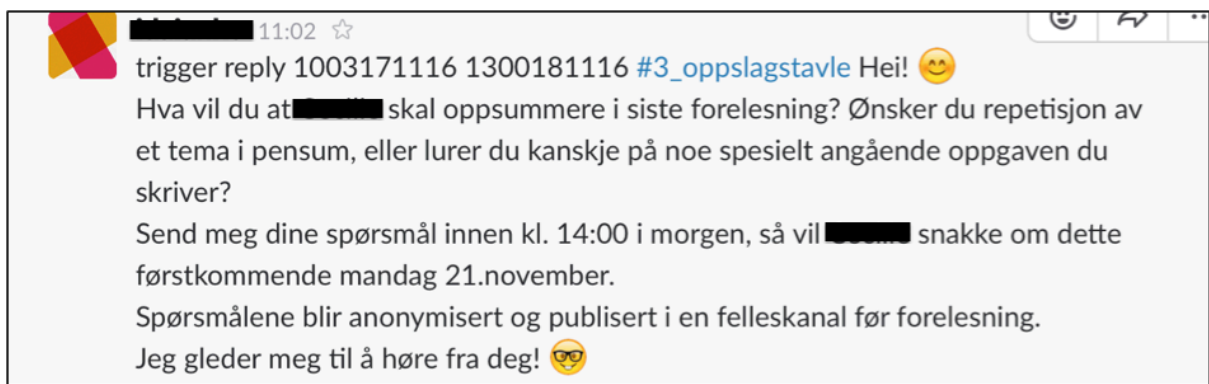 11:02
trigger reply 1003171116 1300181116 #3_oppslagstavle Hei! 😊
Hva vil du at skal oppsummere i siste forelesning? Ønsker du repetisjon av
et tema i pensum, eller lurer du kanskje på noe spesielt angående oppgaven du
skriver?
Send meg dine spørsmål innen kl. 14:00 i morgen, så vil snakke om dette
førstkommende mandag 21.november.
Spørsmålene blir anonymisert og publisert i en felleskanal før forelesning.
Jeg gleder meg til å høre fra deg! 🤓